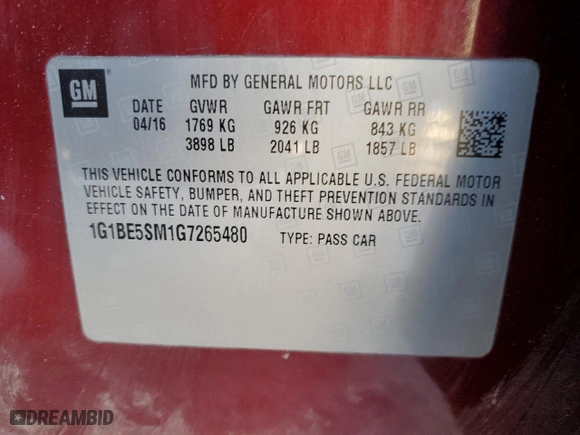 GM
MFD BY GENERAL MOTORS LLC
DATE GVWR GAWR FRT GAWR RR
04/16 1769 KG 926 KG 843 KG
3898 LB 2041 LB 1857 LB
THIS VEHICLE CONFORMS TO ALL APPLICABLE U.S. FEDERAL MOTOR
VEHICLE SAFETY, BUMPER, AND THEFT PREVENTION STANDARDS IN
EFFECT ON THE DATE OF MANUFACTURE SHOWN ABOVE.
1G1BE5SM1G7265480 TYPE: PASS CAR
DREAMBID